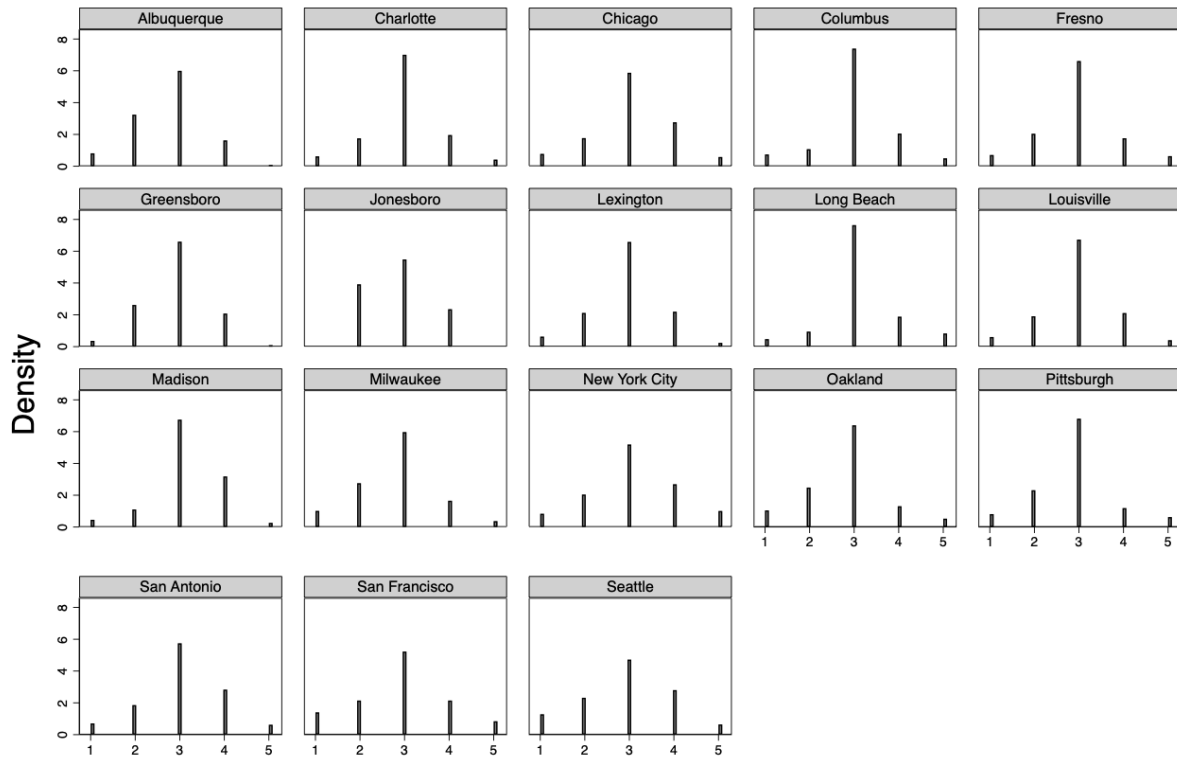 Albuquerque Charlotte Chicago Columbus Fresno
8
6
4
2
0
Greensboro Jonesboro Lexington Long Beach Louisville
8
6
4
2
0
Density
Madison Milwaukee New York City Oakland Pittsburgh
8
6
4
2
0
1 2 3 4 5 1 2 3 4 5
San Antonio San Francisco Seattle
8
6
4
2
0
1 2 3 4 5 1 2 3 4 5 1 2 3 4 5